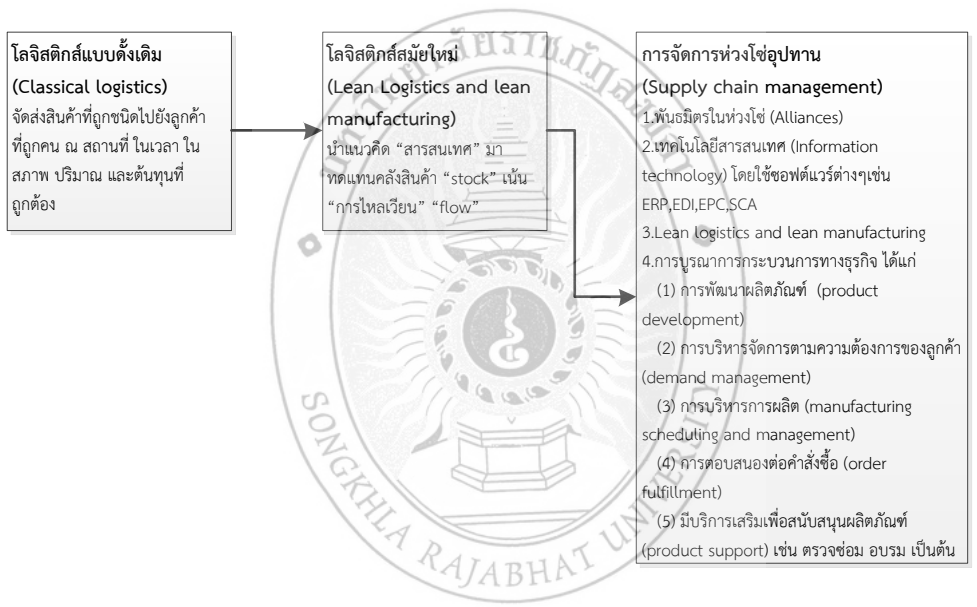 โลจิสติกส์แบบดั้งเดิม
(Classical logistics)
จัดส่งสินค้าที่ถูกชนิดไปยังลูกค้า
ที่ถูกคน ณ สถานที่ ในเวลา ใน
สภาพ ปริมาณ และต้นทุนที่
ถูกต้อง
โลจิสติกส์สมัยใหม่
(Lean Logistics and lean
manufacturing)
นำแนวคิด “สารสนเทศ” มา
ทดแทนคลังสินค้า “stock” เน้น
“การไหลเวียน” “flow”
การจัดการห่วงโซ่อุปทาน
(Supply chain management)
1.พันธมิตรในห่วงโซ่ (Alliances)
2.เทคโนโลยีสารสนเทศ (Information
technology) โดยใช้ซอฟต์แวร์ต่างๆเช่น
ERP,EDI,EPC,SCA
3.Lean logistics and lean manufacturing
4.การบูรณาการกระบวนการทางธุรกิจ ได้แก่
(1) การพัฒนาผลิตภัณฑ์ (product
development)
(2) การบริหารจัดการตามความต้องการของลูกค้า
(demand management)
(3) การบริหารการผลิต (manufacturing
scheduling and management)
(4) การตอบสนองต่อคำสั่งซื้อ (order
fulfillment)
(5) มีบริการเสริมเพื่อสนับสนุนผลิตภัณฑ์
(product support) เช่น ตรวจซ่อม อบรม เป็นต้น
มหาวิทยาลัยราชภัฏสงขลา
SONGKHLA RAJABHAT UNIVERSITY